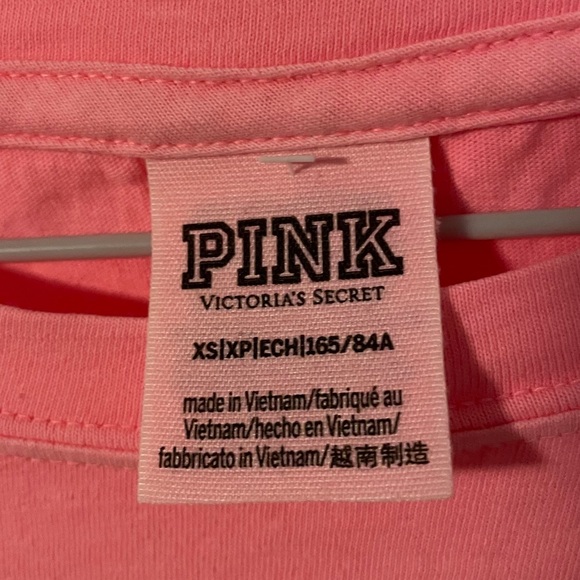 PINK
VICTORIA'S SECRET
XS|XP|ECH|165/84A
made in Vietnam/fabriqué au
Vietnam/hecho en Vietnam/
fabbricato in Vietnam/越南制造